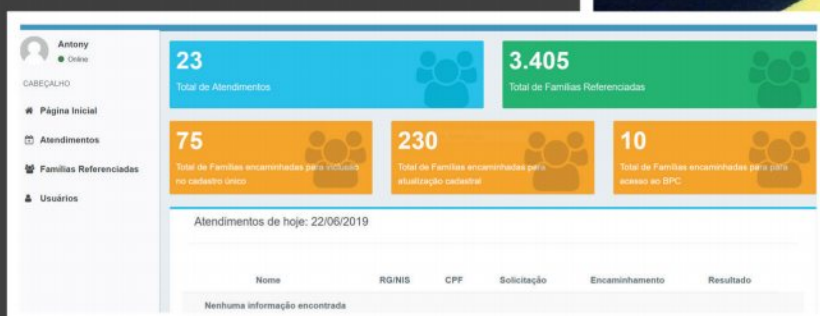 Antony
Online
CABEÇALHO
Página Inicial
Atendimentos
Famílias Referenciadas
Usuários
23
Total de Atendimentos
3.405
Total de Famílias Referenciadas
75
Total de Famílias encaminhadas para inclusão
no cadastro único
230
Total de Famílias encaminhadas para
atualização cadastral
10
Total de Famílias encaminhadas para para
acesso ao BPC
Atendimentos de hoje: 22/06/2019
Nome RG/NIS CPF Solicitação Encaminhamento Resultado
Nenhuma informação encontrada